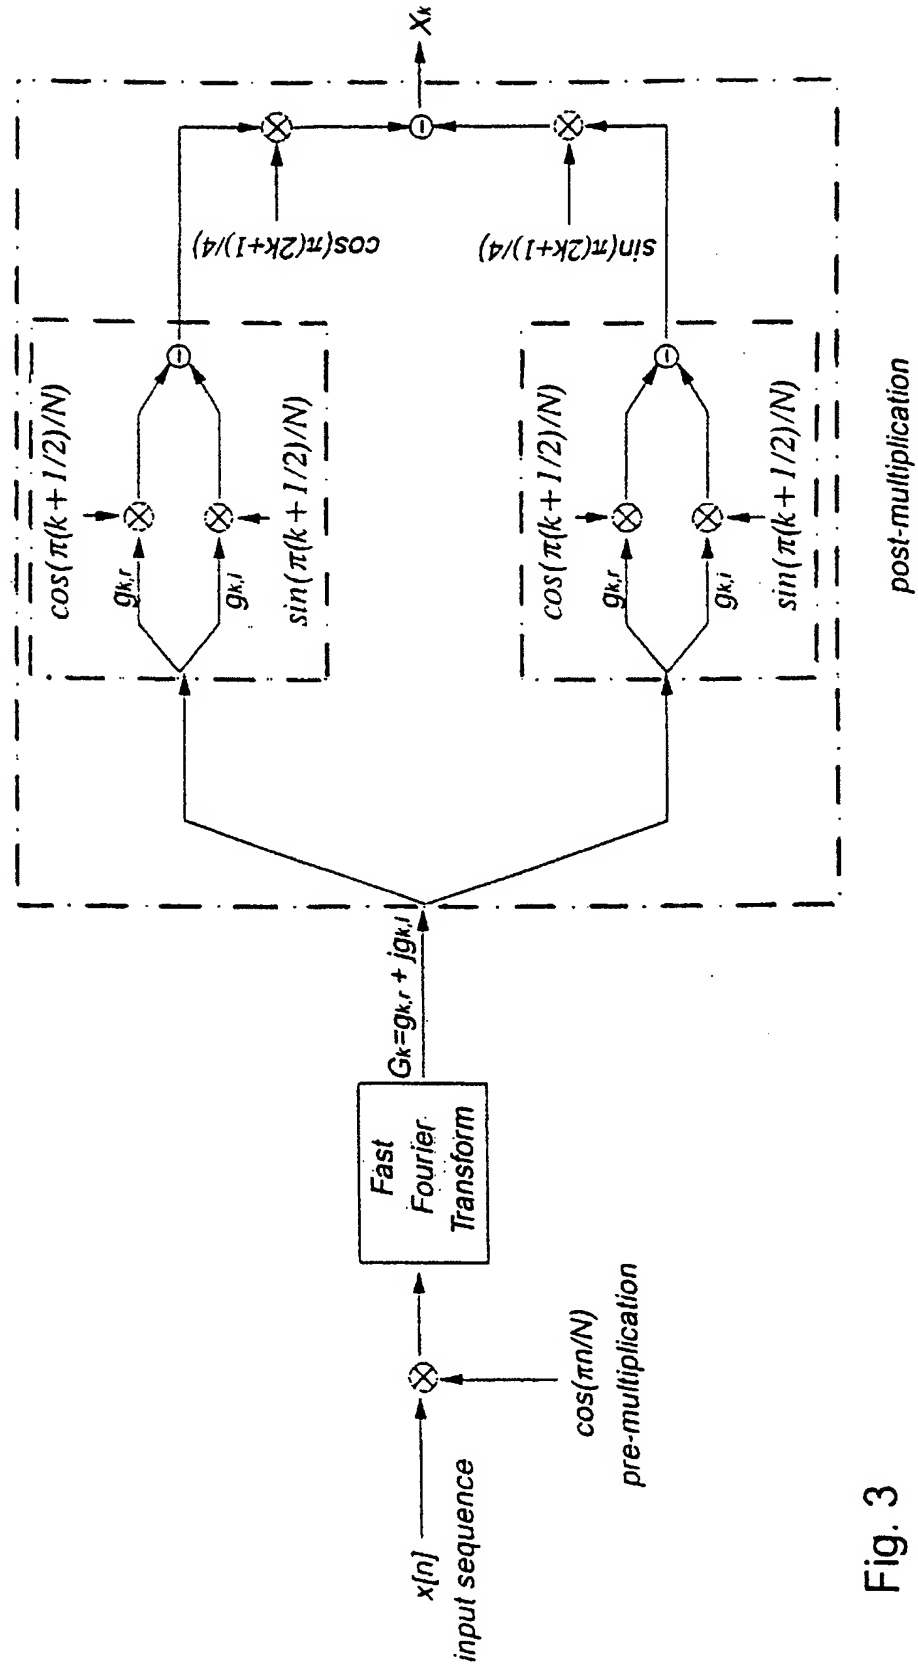 x[n]
input sequence
cos(πn/N)
pre-multiplication
Fast
Fourier
Transform
Gk=gk,r + jgk,i
cos(π(k+1/2)/N)
gk,r
gk,i
sin(π(k+1/2)/N)
cos(π(k+1/2)/N)
gk,r
gk,i
sin(π(k+1/2)/N)
cos(π(2k+1)/4)
sin(π(2k+1)/4)
Xk
post-multiplication
Fig. 3